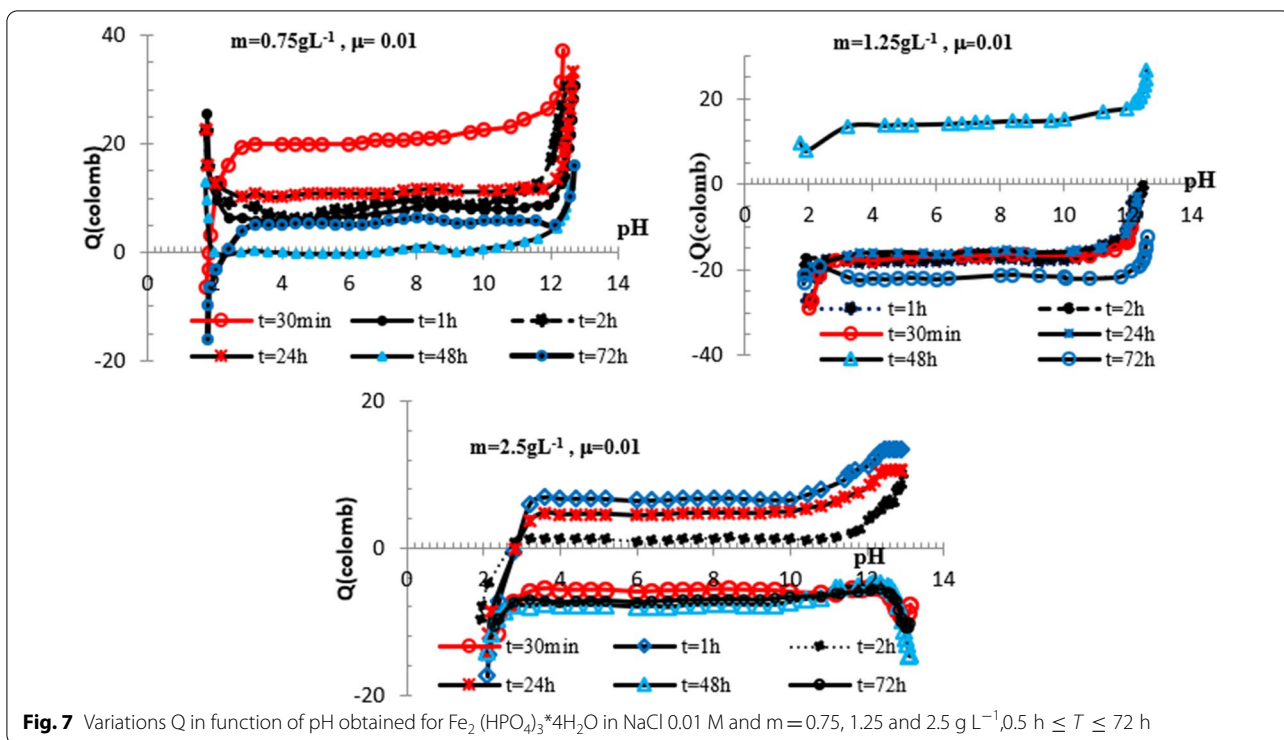 m=0.75gL⁻¹ , μ= 0.01
Q(colomb)
40
30
20
10
0
-20
0 2 4 6 8 10 12 14
pH
t=30min t=1h t=2h
t=24h t=48h t=72h
m=1.25gL⁻¹ , μ=0.01
Q(colomb)
20
0
-20
-40
0 2 4 6 8 10 12 14
pH
t=1h t=2h
t=30min t=24h
t=48h t=72h
m=2.5gL⁻¹ , μ=0.01
Q(colomb)
20
0
-20
0 2 4 6 8 10 12 14
pH
t=30min t=1h t=2h
t=24h t=48h t=72h
Fig. 7 Variations Q in function of pH obtained for Fe₂ (HPO₄)₃*4H₂O in NaCl 0.01 M and m = 0.75, 1.25 and 2.5 g L⁻¹,0.5 h ≤ T ≤ 72 h